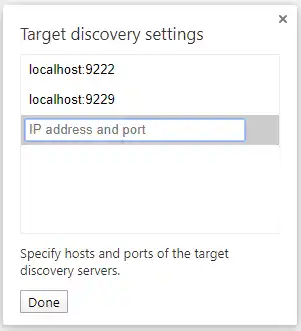 Target discovery settings
localhost:9222
localhost:9229
IP address and port
Specify hosts and ports of the target
discovery servers.
Done